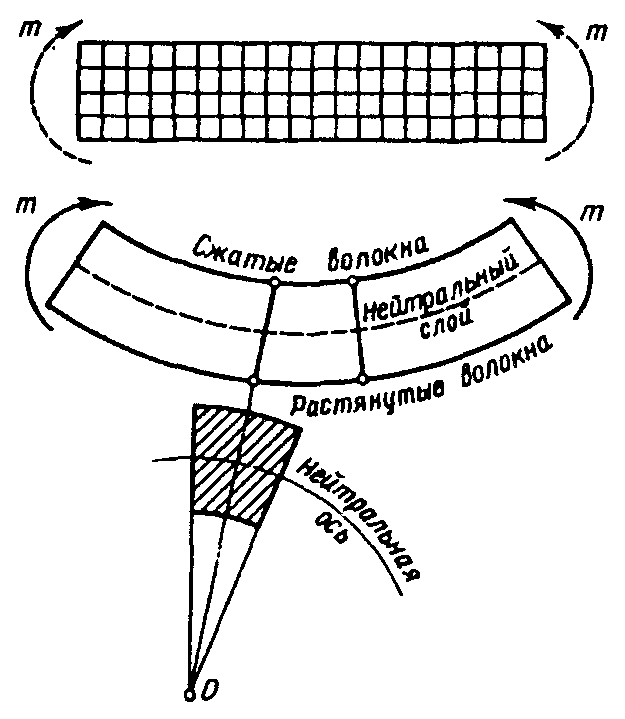 m
m
m
m
Сжатые волокна
Нейтральный
слой
Растянутые волокна
Нейтральная
ось
О